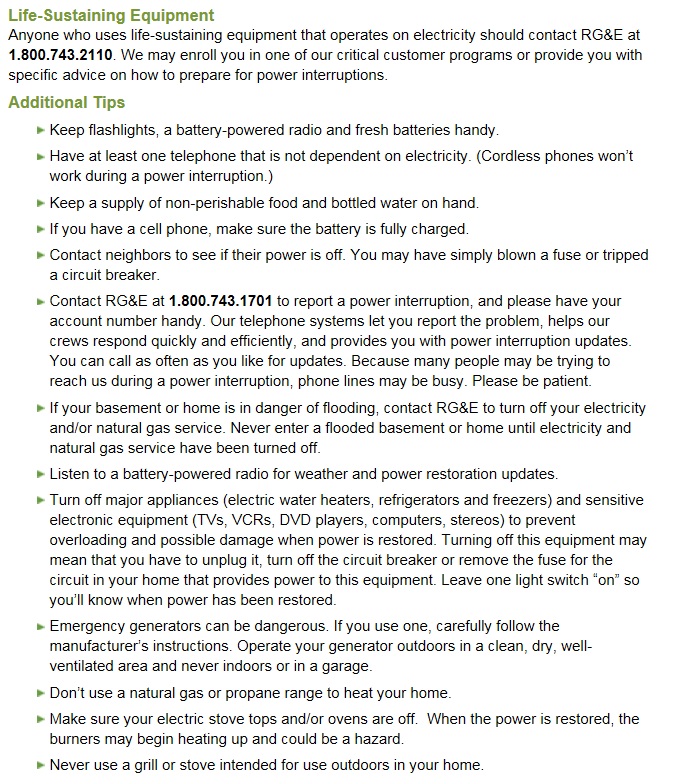 Life-Sustaining Equipment
Anyone who uses life-sustaining equipment that operates on electricity should contact RG&E at
1.800.743.2110. We may enroll you in one of our critical customer programs or provide you with
specific advice on how to prepare for power interruptions.
Additional Tips
► Keep flashlights, a battery-powered radio and fresh batteries handy.
► Have at least one telephone that is not dependent on electricity. (Cordless phones won't
work during a power interruption.)
► Keep a supply of non-perishable food and bottled water on hand.
► If you have a cell phone, make sure the battery is fully charged.
► Contact neighbors to see if their power is off. You may have simply blown a fuse or tripped
a circuit breaker.
► Contact RG&E at 1.800.743.1701 to report a power interruption, and please have your
account number handy. Our telephone systems let you report the problem, helps our
crews respond quickly and efficiently, and provides you with power interruption updates.
You can call as often as you like for updates. Because many people may be trying to
reach us during a power interruption, phone lines may be busy. Please be patient.
► If your basement or home is in danger of flooding, contact RG&E to turn off your electricity
and/or natural gas service. Never enter a flooded basement or home until electricity and
natural gas service have been turned off.
► Listen to a battery-powered radio for weather and power restoration updates.
► Turn off major appliances (electric water heaters, refrigerators and freezers) and sensitive
electronic equipment (TVs, VCRs, DVD players, computers, stereos) to prevent
overloading and possible damage when power is restored. Turning off this equipment may
mean that you have to unplug it, turn off the circuit breaker or remove the fuse for the
circuit in your home that provides power to this equipment. Leave one light switch "on" so
you'll know when power has been restored.
► Emergency generators can be dangerous. If you use one, carefully follow the
manufacturer's instructions. Operate your generator outdoors in a clean, dry, well-
ventilated area and never indoors or in a garage.
► Don't use a natural gas or propane range to heat your home.
► Make sure your electric stove tops and/or ovens are off.  When the power is restored, the
burners may begin heating up and could be a hazard.
► Never use a grill or stove intended for use outdoors in your home.